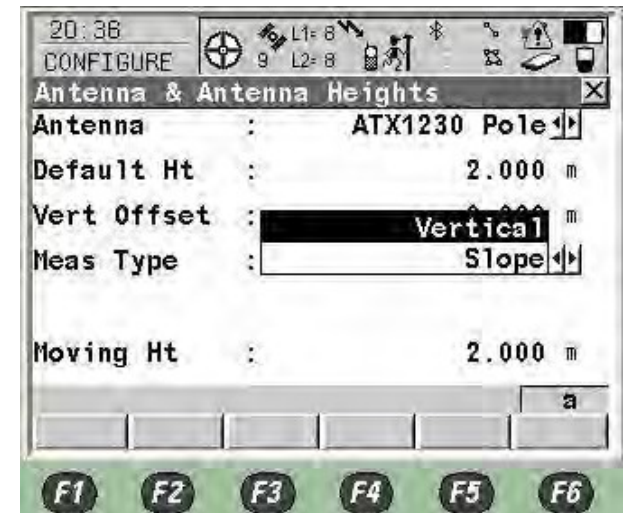 20:36
CONFIGURE 9 L1= 8
L2= 8
Antenna & Antenna Heights
Antenna : ATX1230 Pole
Default Ht : 2.000 m
Vert Offset : m
Vertical
Meas Type : Slope
Moving Ht : 2.000 m
a
F1 F2 F3 F4 F5 F6